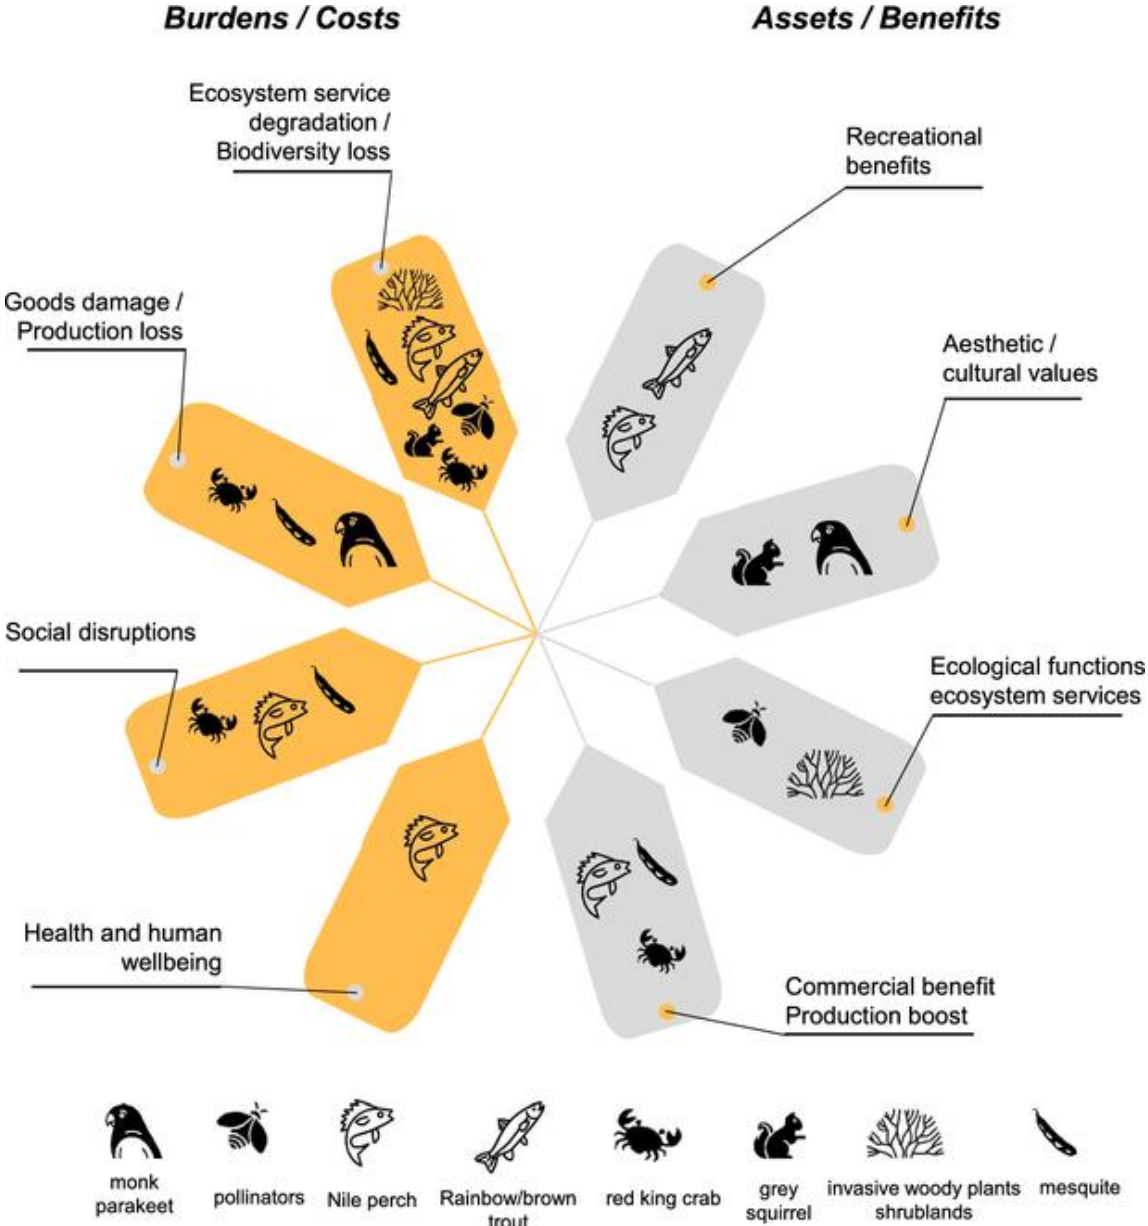 Burdens / Costs
Assets / Benefits
Ecosystem service
degradation /
Biodiversity loss
Recreational
benefits
Goods damage /
Production loss
Aesthetic /
cultural values
Social disruptions
Ecological functions
ecosystem services
Health and human
wellbeing
Commercial benefit
Production boost
monk
parakeet
pollinators
Nile perch
Rainbow/brown
trout
red king crab
grey
squirrel
invasive woody plants
shrublands
mesquite